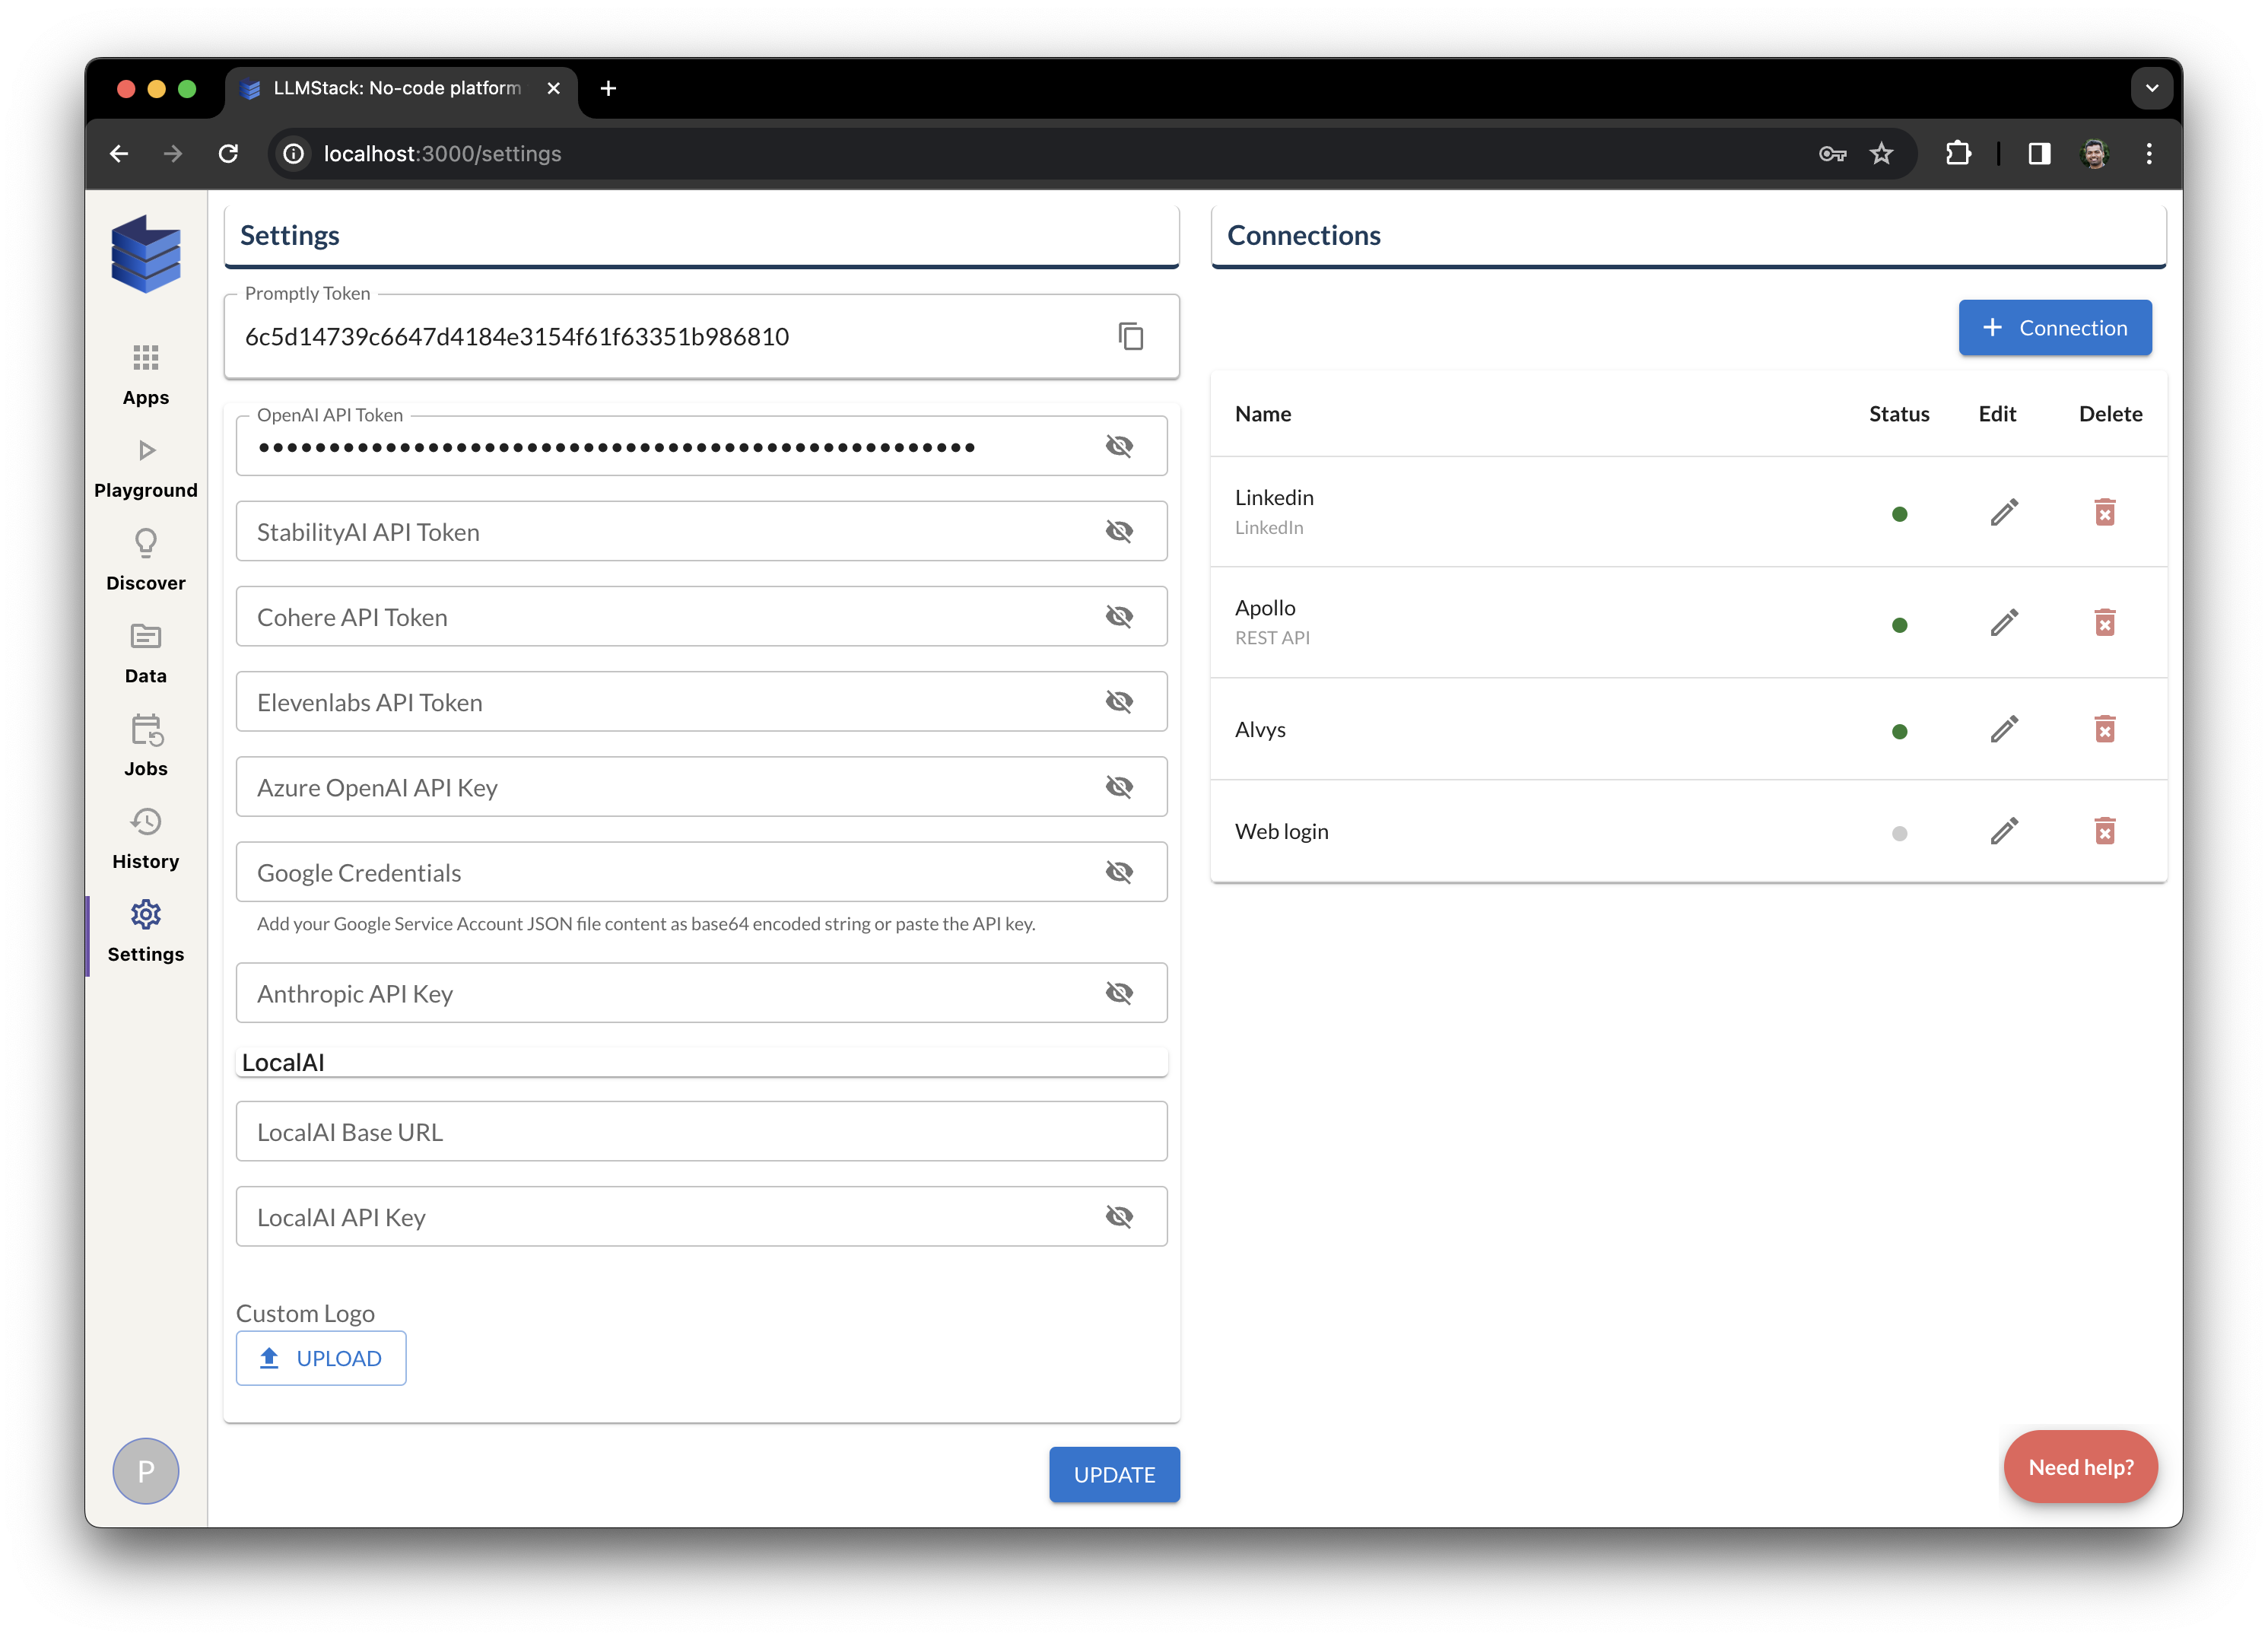 LLMStack: No-code platform
localhost:3000/settings
Apps
Playground
Discover
Data
Jobs
History
Settings
P
Settings
Promptly Token
6c5d14739c6647d4184e3154f61f63351b986810
OpenAI API Token
StabilityAI API Token
Cohere API Token
Elevenlabs API Token
Azure OpenAI API Key
Google Credentials
Add your Google Service Account JSON file content as base64 encoded string or paste the API key.
Anthropic API Key
LocalAI
LocalAI Base URL
LocalAI API Key
Custom Logo
UPLOAD
UPDATE
Connections
+ Connection
Name Status Edit Delete
Linkedin
LinkedIn
Apollo
REST API
Alvys
Web login
Need help?